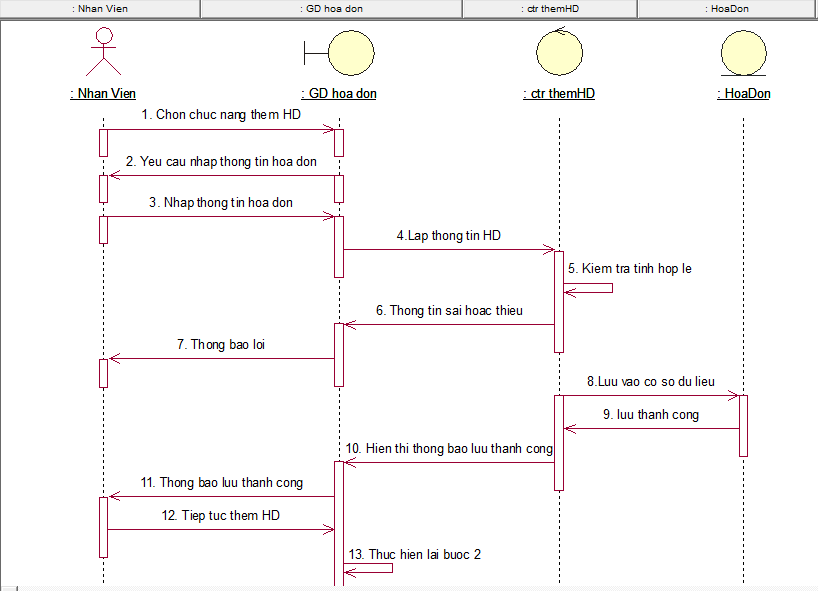 : Nhan Vien
: GD hoa don
: ctr themHD
: HoaDon
: Nhan Vien
: GD hoa don
: ctr themHD
: HoaDon
1. Chon chuc nang them HD
2. Yeu cau nhap thong tin hoa don
3. Nhap thong tin hoa don
4.Lap thong tin HD
5. Kiem tra tinh hop le
6. Thong tin sai hoac thieu
7. Thong bao loi
8.Luu vao co so du lieu
9. luu thanh cong
10. Hien thi thong bao luu thanh cong
11. Thong bao luu thanh cong
12. Tiep tuc them HD
13. Thuc hien lai buoc 2